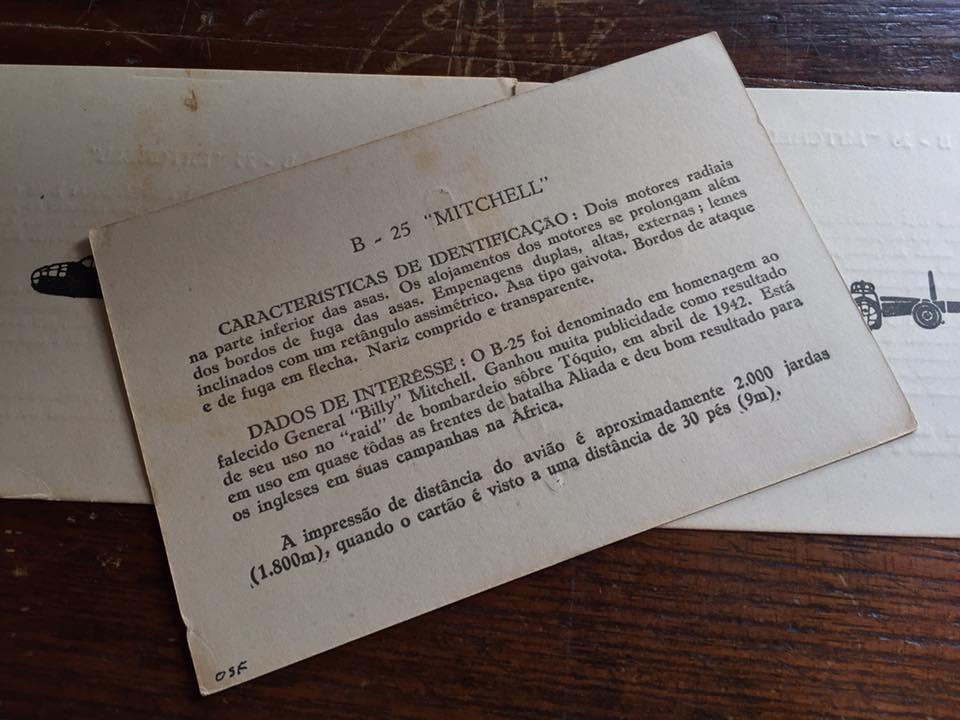 B - 25 "MITCHELL"
CARACTERISTICAS DE IDENTIFICAÇÃO : Dois motores radiais
na parte inferior das asas. Os alojamentos dos motores se prolongam além
dos bordos de fuga das asas. Empenagens duplas, altas, externas ; lemes
inclinados com um retângulo assimétrico. Asa tipo gaivota. Bordos de ataque
e de fuga em flecha. Nariz comprido e transparente.
DADOS DE INTERÊSSE : O B-25 foi denominado em homenagem ao
falecido General "Billy" Mitchell. Ganhou muita publicidade como resultado
de seu uso no "raid" de bombardeio sôbre Tóquio, em abril de 1942. Está
em uso em quase tôdas as frentes de batalha Aliada e deu bom resultado para
os ingleses em suas campanhas na África.
A impressão de distância do avião é aproximadamente 2.000 jardas
(1.800m), quando o cartão é visto a uma distância de 30 pés (9m).
OSF